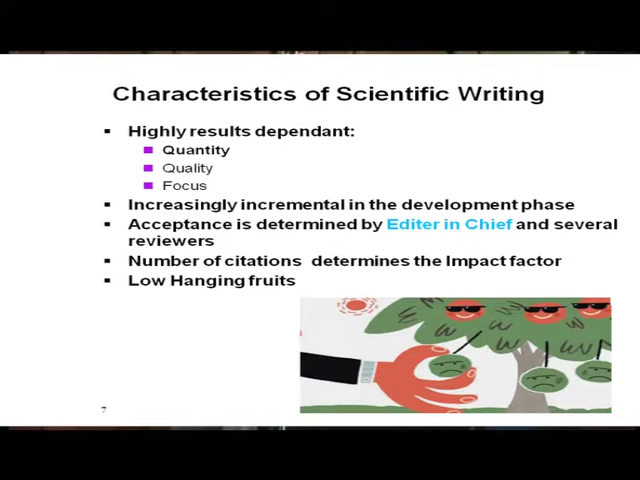 Characteristics of Scientific Writing
Highly results dependant:
Quantity
Quality
Focus
Increasingly incremental in the development phase
Acceptance is determined by Editer in Chief and several
reviewers
Number of citations determines the Impact factor
Low Hanging fruits
7